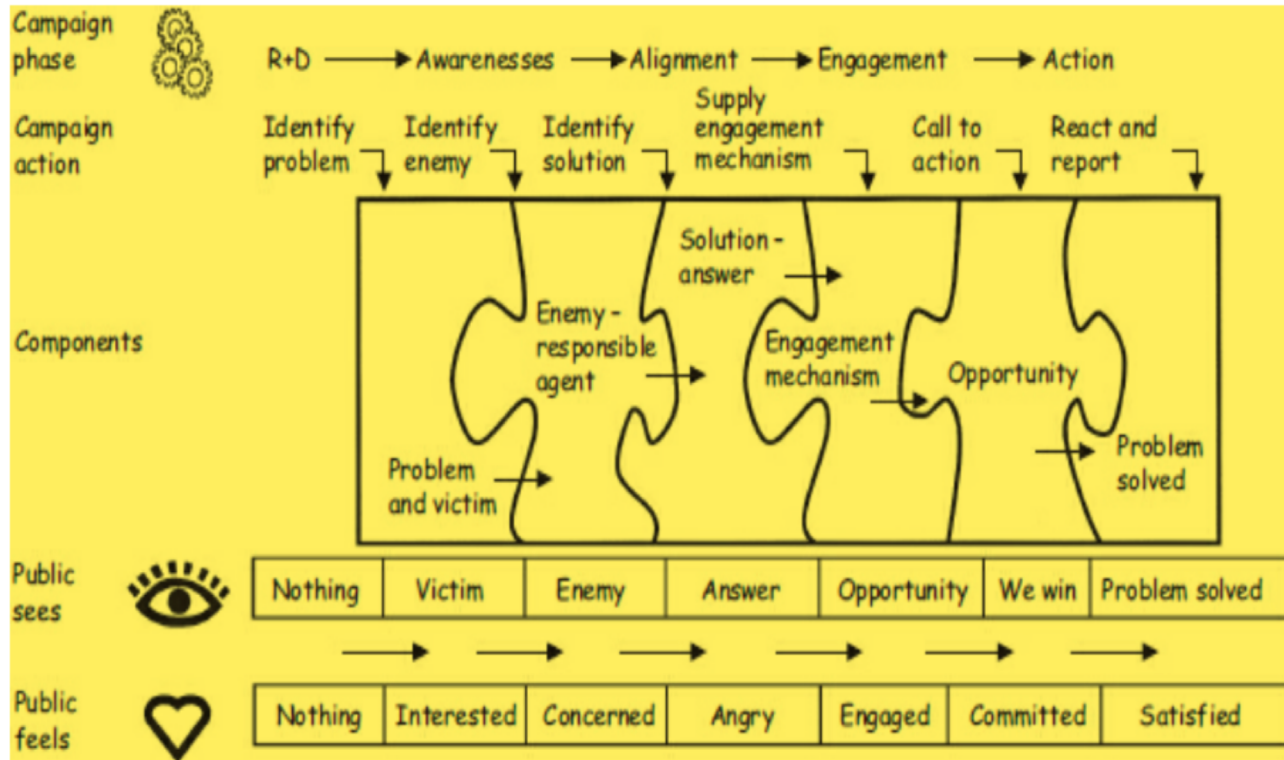 Campaign
phase
R+D Awarenesses Alignment Engagement Action
Campaign
action
Identify
problem
Identify
enemy
Identify
solution
Supply
engagement
mechanism
Call to
action
React and
report
Components
Problem
and victim
Enemy -
responsible
agent
Solution -
answer
Engagement
mechanism
Opportunity
Problem
solved
Public
sees
Nothing Victim Enemy Answer Opportunity We win Problem solved
Public
feels
Nothing Interested Concerned Angry Engaged Committed Satisfied